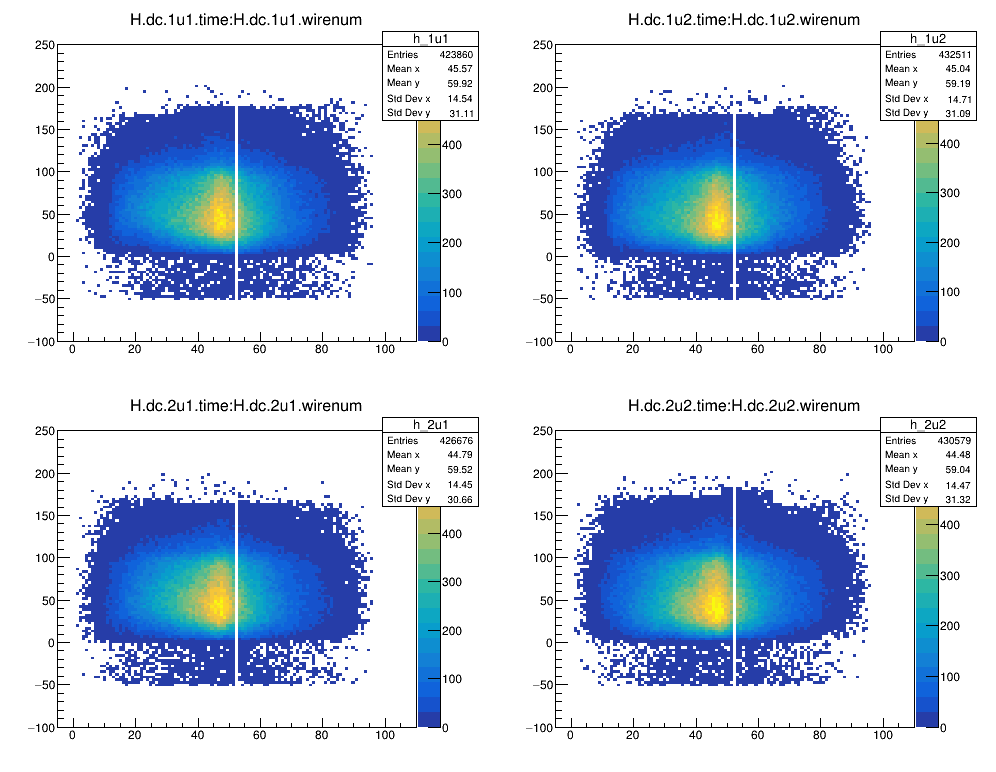 H.dc.1u1.time:H.dc.1u1.wirenum
h_1u1
Entries 423860
Mean x 45.57
Mean y 59.92
Std Dev x 14.54
Std Dev y 31.11
250
200
150
100
50
0
−50
−100
0 20 40 60 80 100
400
300
200
100
0
H.dc.1u2.time:H.dc.1u2.wirenum
h_1u2
Entries 432511
Mean x 45.04
Mean y 59.19
Std Dev x 14.71
Std Dev y 31.09
250
200
150
100
50
0
−50
−100
0 20 40 60 80 100
400
300
200
100
0
H.dc.2u1.time:H.dc.2u1.wirenum
h_2u1
Entries 426676
Mean x 44.79
Mean y 59.52
Std Dev x 14.45
Std Dev y 30.66
250
200
150
100
50
0
−50
−100
0 20 40 60 80 100
400
300
200
100
0
H.dc.2u2.time:H.dc.2u2.wirenum
h_2u2
Entries 430579
Mean x 44.48
Mean y 59.04
Std Dev x 14.47
Std Dev y 31.32
250
200
150
100
50
0
−50
−100
0 20 40 60 80 100
400
300
200
100
0